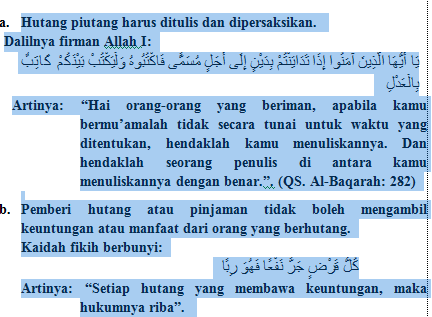 a. Hutang piutang harus ditulis dan dipersaksikan.
Dalilnya firman Allah I:
يَا أَيُّهَا الَّذِينَ آمَنُوا إِذَا تَدَايَنْتُمْ بِدَيْنٍ إِلَى أَجَلٍ مُسَمًّى فَاكْتُبُوهُ وَلْيَكْتُبْ بَيْنَكُمْ كَاتِبٌ
بِالْعَدْلِ
Artinya: “Hai orang-orang yang beriman, apabila kamu
bermu’amalah tidak secara tunai untuk waktu yang
ditentukan, hendaklah kamu menuliskannya. Dan
hendaklah seorang penulis di antara kamu
menuliskannya dengan benar.”, (QS. Al-Baqarah: 282)
b. Pemberi hutang atau pinjaman tidak boleh mengambil
keuntungan atau manfaat dari orang yang berhutang.
Kaidah fikih berbunyi:
كُلُّ قَرْضٍ جَرَّ نَفْعًا فَهُوَ رِبًا
Artinya: “Setiap hutang yang membawa keuntungan, maka
hukumnya riba”.